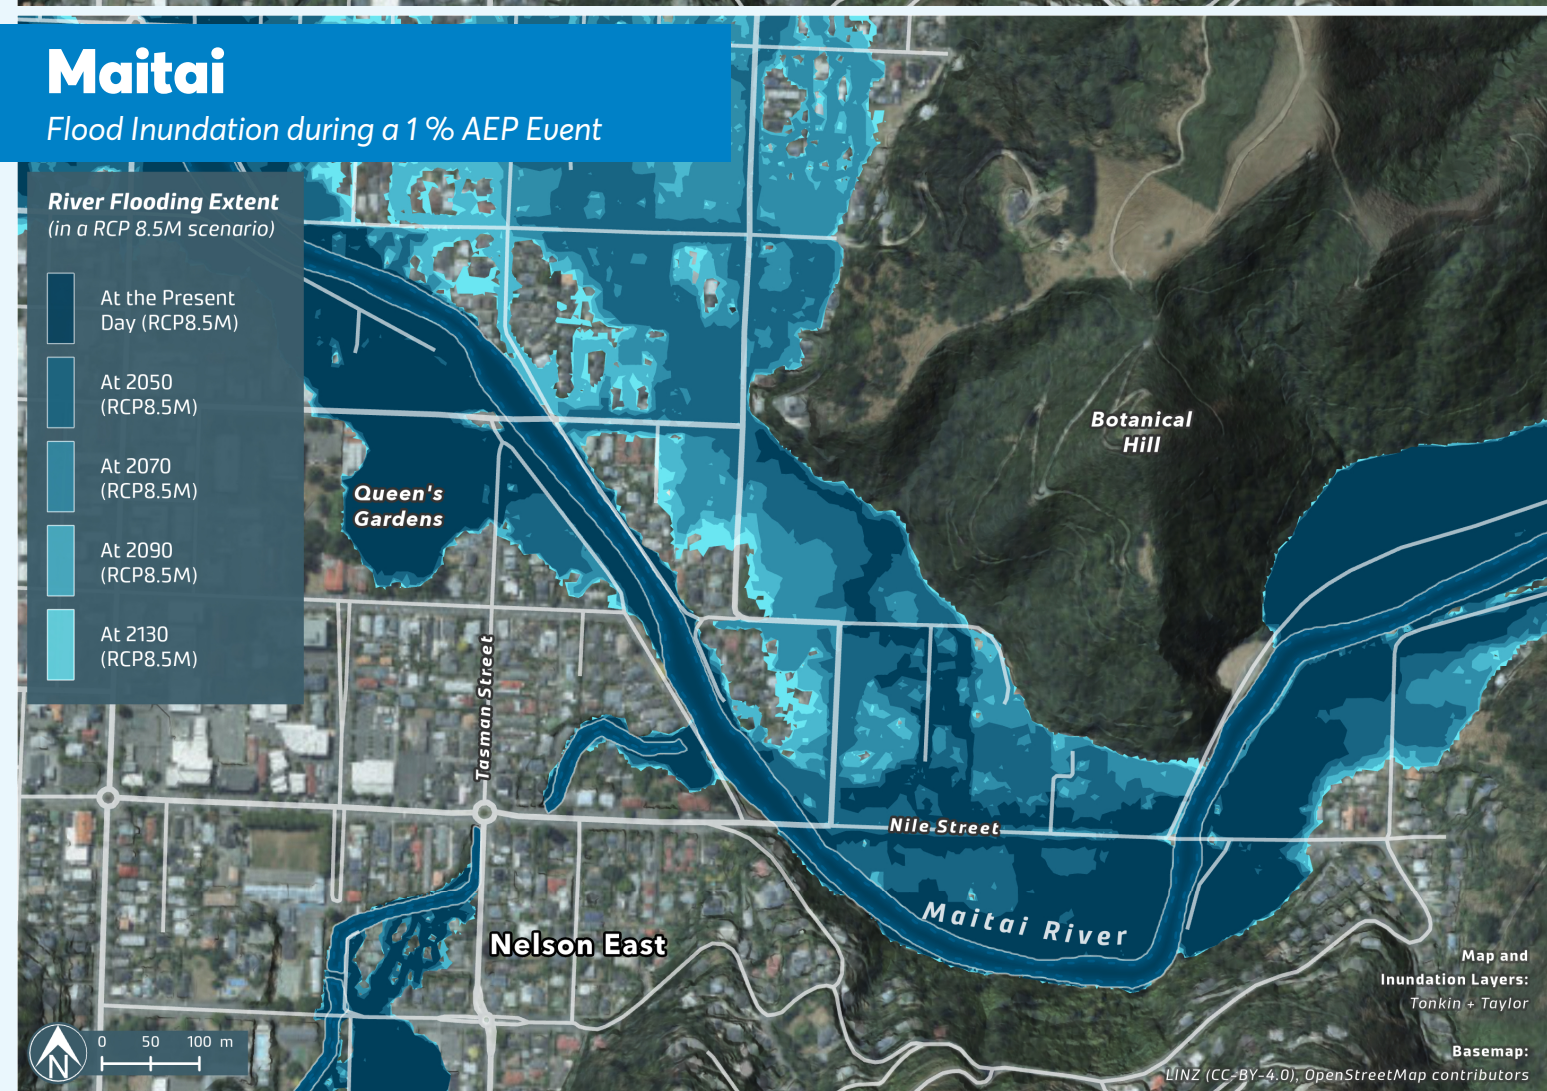 Maitai
Flood Inundation during a 1 % AEP Event
River Flooding Extent
(in a RCP 8.5M scenario)
At the Present
Day (RCP8.5M)
At 2050
(RCP8.5M)
At 2070
(RCP8.5M)
At 2090
(RCP8.5M)
At 2130
(RCP8.5M)
Botanical
Hill
Queen's
Gardens
Tasman Street
Nile Street
Maitai River
Nelson East
Map and
Inundation Layers:
Tonkin + Taylor
Basemap:
LINZ (CC-BY-4.0), OpenStreetMap contributors
N
0 50 100 m